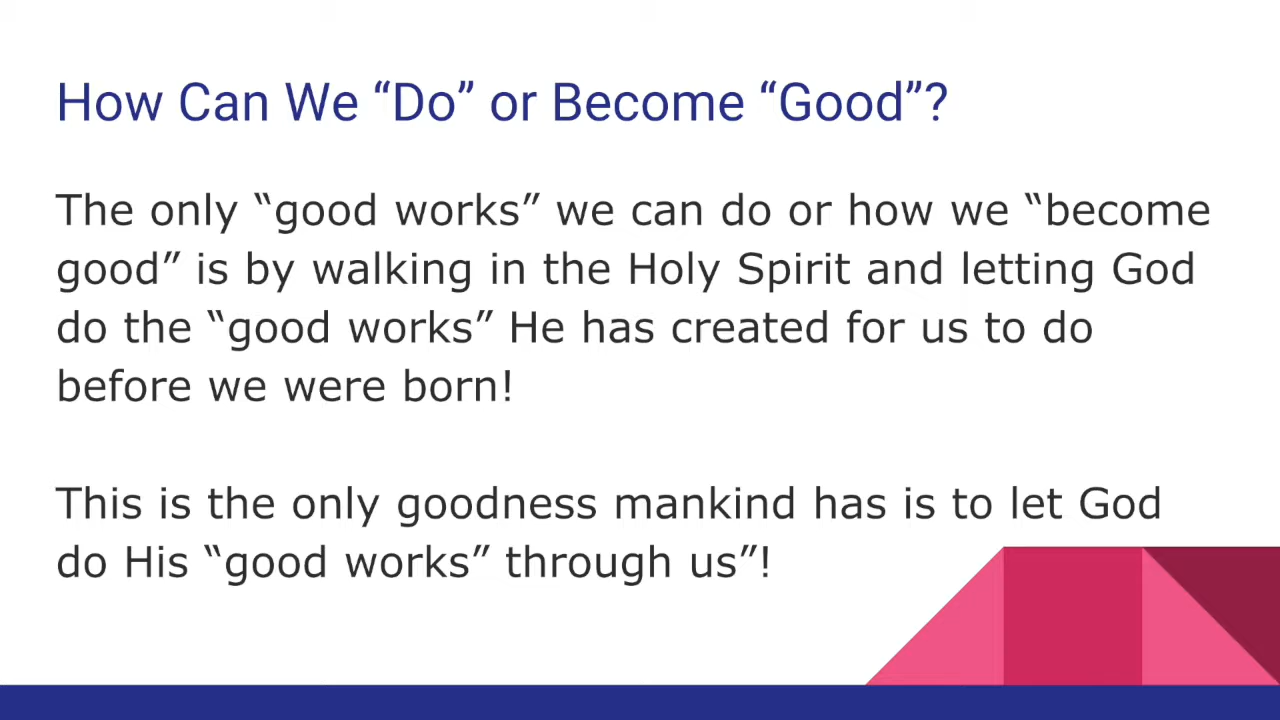 How Can We “Do” or Become “Good”?
The only “good works” we can do or how we “become
good” is by walking in the Holy Spirit and letting God
do the “good works” He has created for us to do
before we were born!
This is the only goodness mankind has is to let God
do His “good works” through us”!